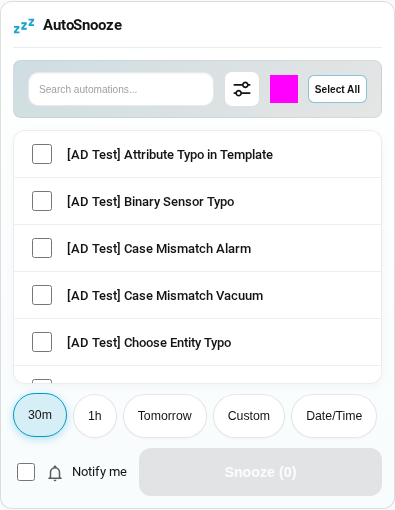 zzz AutoSnooze
Search automations...
Select All
[AD Test] Attribute Typo in Template
[AD Test] Binary Sensor Typo
[AD Test] Case Mismatch Alarm
[AD Test] Case Mismatch Vacuum
[AD Test] Choose Entity Typo
30m 1h Tomorrow Custom Date/Time
Notify me Snooze (0)